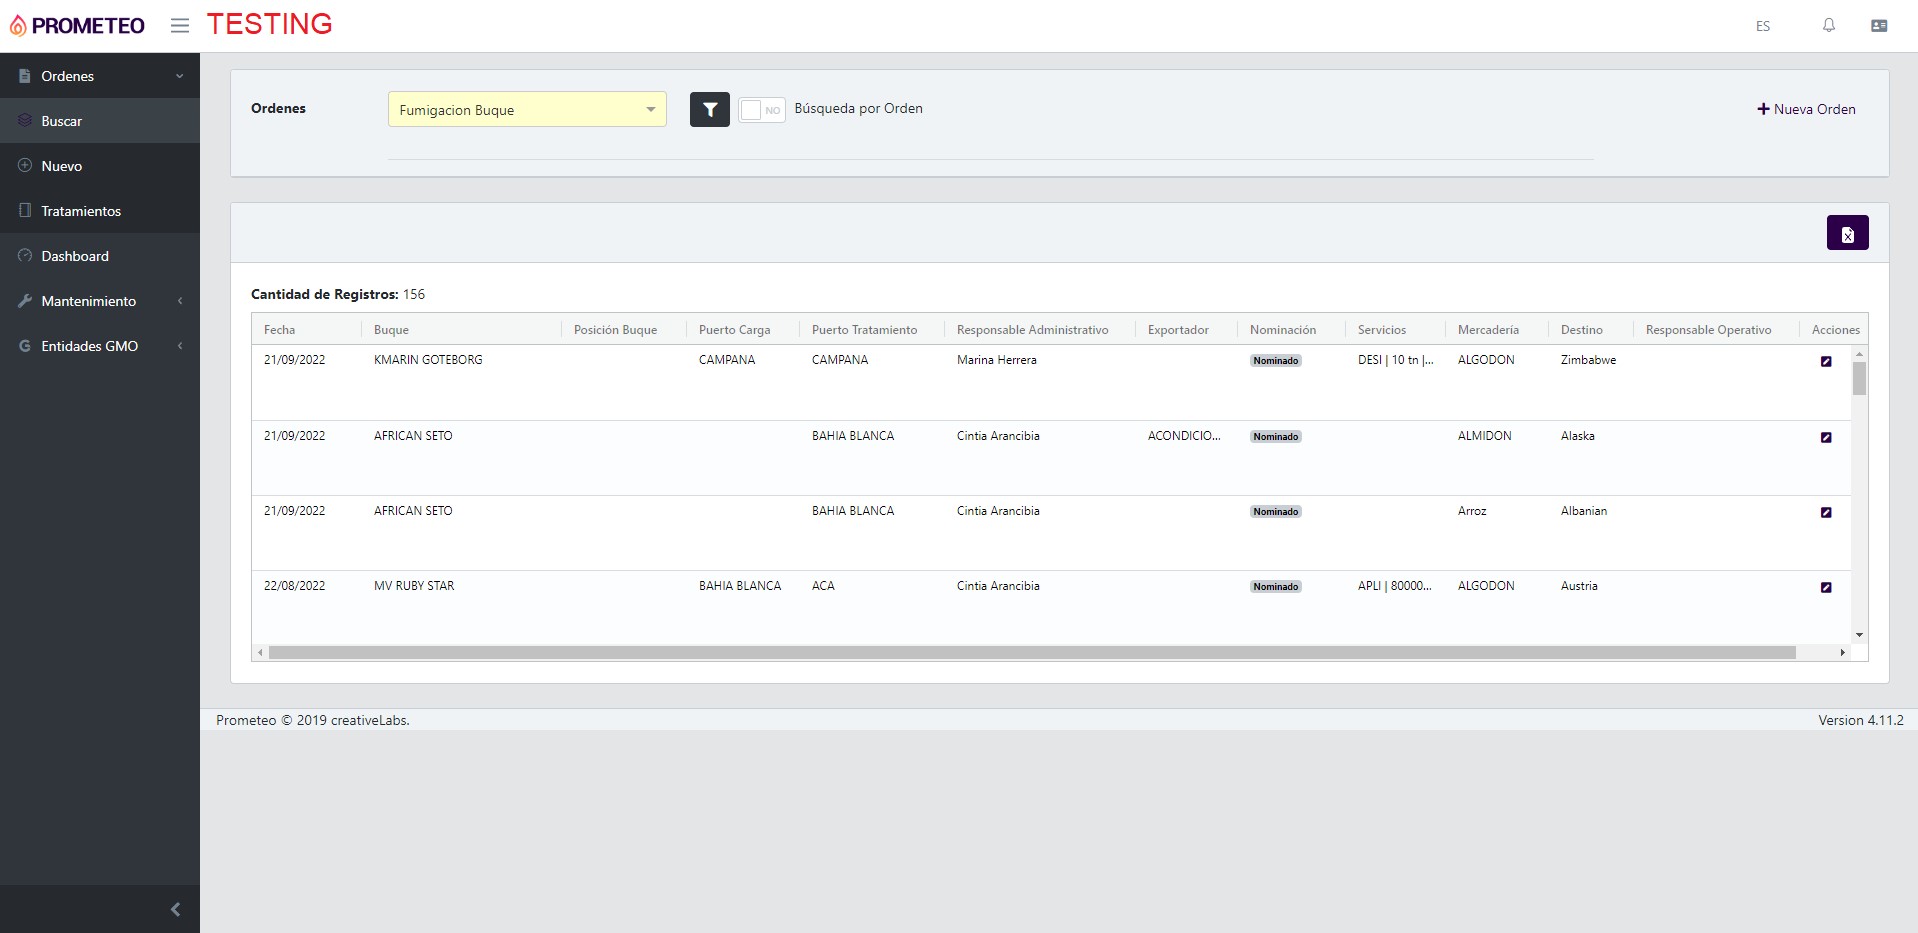 PROMETEO
TESTING
ES
Ordenes
Buscar
Nuevo
Tratamientos
Dashboard
Mantenimiento
Entidades GMO
Ordenes
Fumigacion Buque
NO
Búsqueda por Orden
Nueva Orden
Cantidad de Registros: 156
Fecha Buque Posición Buque Puerto Carga Puerto Tratamiento Responsable Administrativo Exportador Nominación Servicios Mercadería Destino Responsable Operativo Acciones
21/09/2022 KMARIN GOTEBORG CAMPANA CAMPANA Marina Herrera Nominado DESI | 10 tn |... ALGODON Zimbabwe
21/09/2022 AFRICAN SETO BAHIA BLANCA Cintia Arancibia ACONDICIO... Nominado ALMIDON Alaska
21/09/2022 AFRICAN SETO BAHIA BLANCA Cintia Arancibia Nominado Arroz Albanian
22/08/2022 MV RUBY STAR BAHIA BLANCA ACA Cintia Arancibia Nominado APLI | 80000... ALGODON Austria
Prometeo © 2019 creativeLabs.
Version 4.11.2